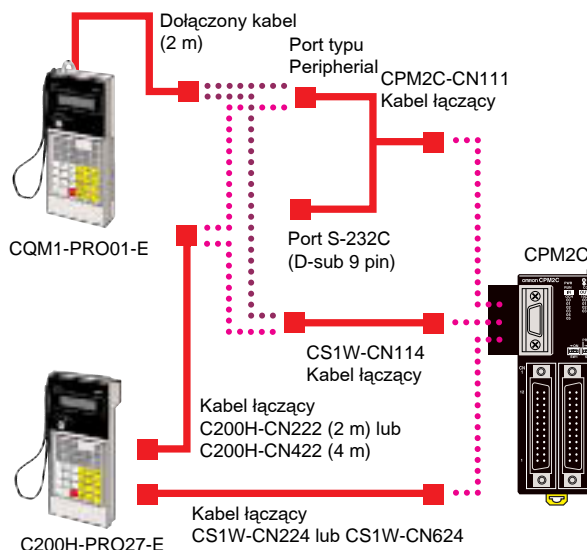 Dołączony kabel
(2 m)
Port typu
Peripherial
CPM2C-CN111
Kabel łączący
CQM1-PRO01-E
Port S-232C
(D-sub 9 pin)
CPM2C
omron CPM2C
CS1W-CN114
Kabel łączący
Kabel łączący
C200H-CN222 (2 m) lub
C200H-CN422 (4 m)
Kabel łączący
CS1W-CN224 lub CS1W-CN624
C200H-PRO27-E